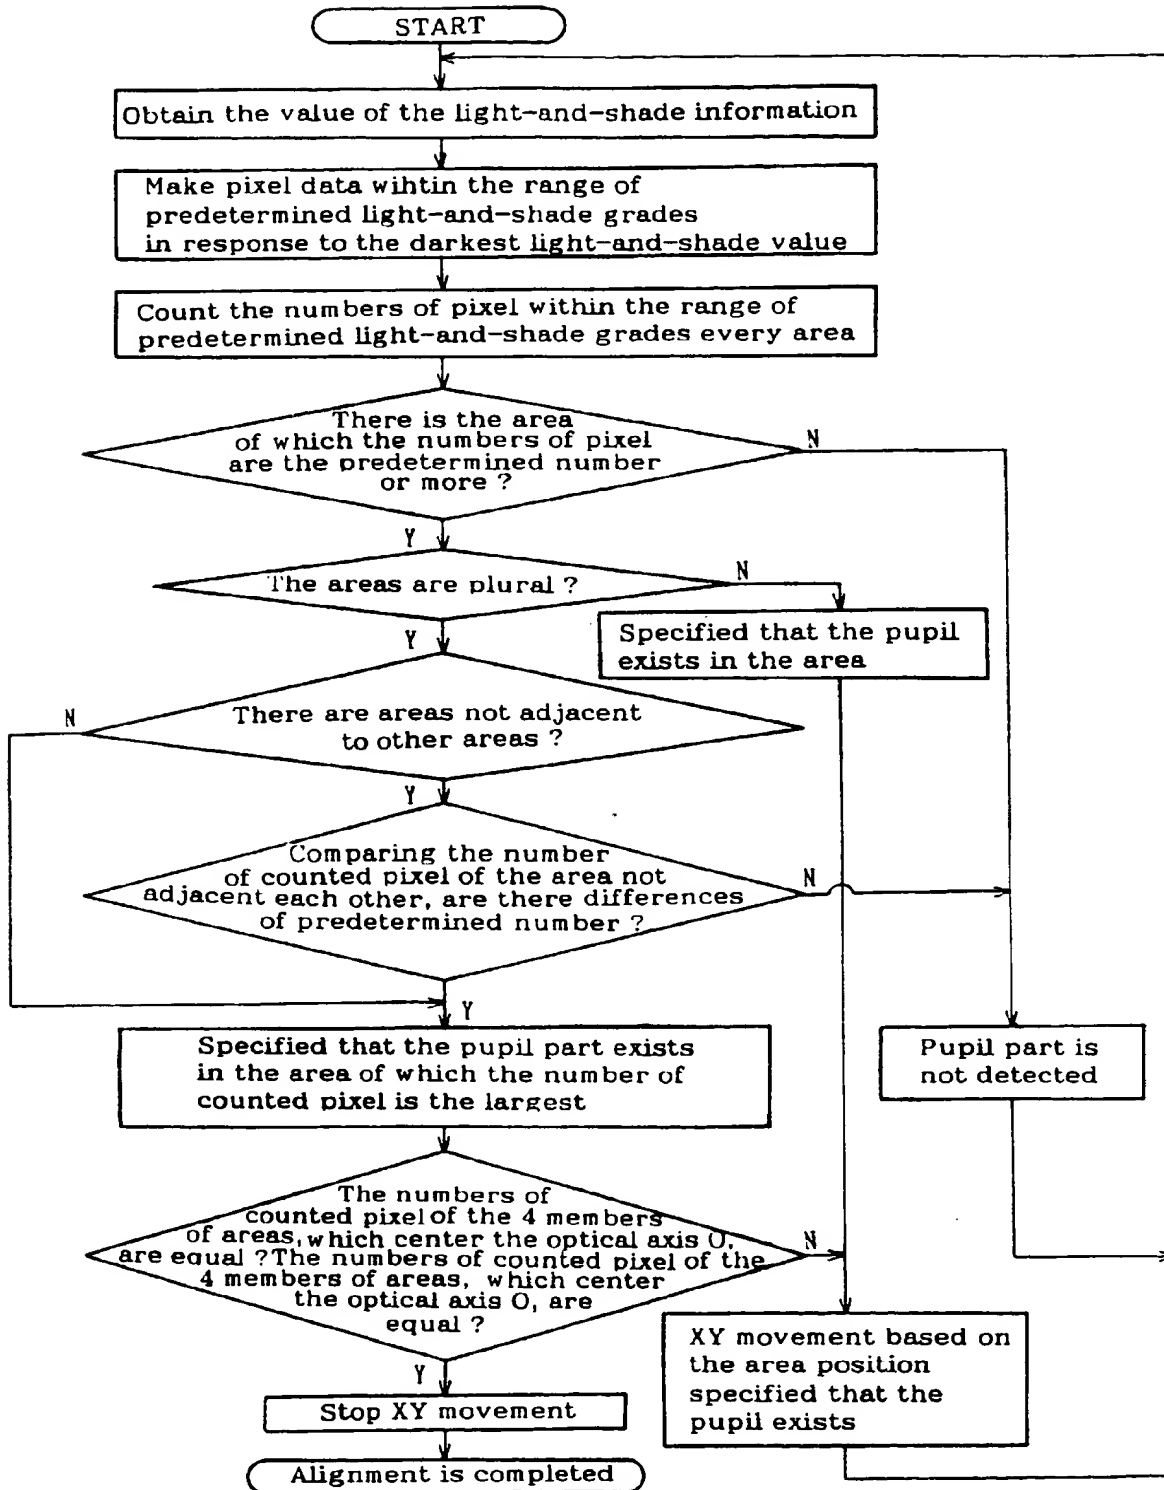 START
Obtain the value of the light-and-shade information
Make pixel data wihtin the range of
predetermined light-and-shade grades
in response to the darkest light-and-shade value
Count the numbers of pixel within the range of
predetermined light-and-shade grades every area
There is the area
of which the numbers of pixel
are the predetermined number
or more ?
N
Y
The areas are plural ?
N
Y
Specified that the pupil
exists in the area
There are areas not adjacent
to other areas ?
N
Y
Comparing the number
of counted pixel of the area not
adjacent each other, are there differences
of predetermined number ?
N
Y
Specified that the pupil part exists
in the area of which the number of
counted pixel is the largest
Pupil part is
not detected
The numbers of
counted pixel of the 4 members
of areas, which center the optical axis O,
are equal ? The numbers of counted pixel of the
4 members of areas, which center
the optical axis O, are
equal ?
N
Y
XY movement based on
the area position
specified that the
pupil exists
Stop XY movement
Alignment is completed